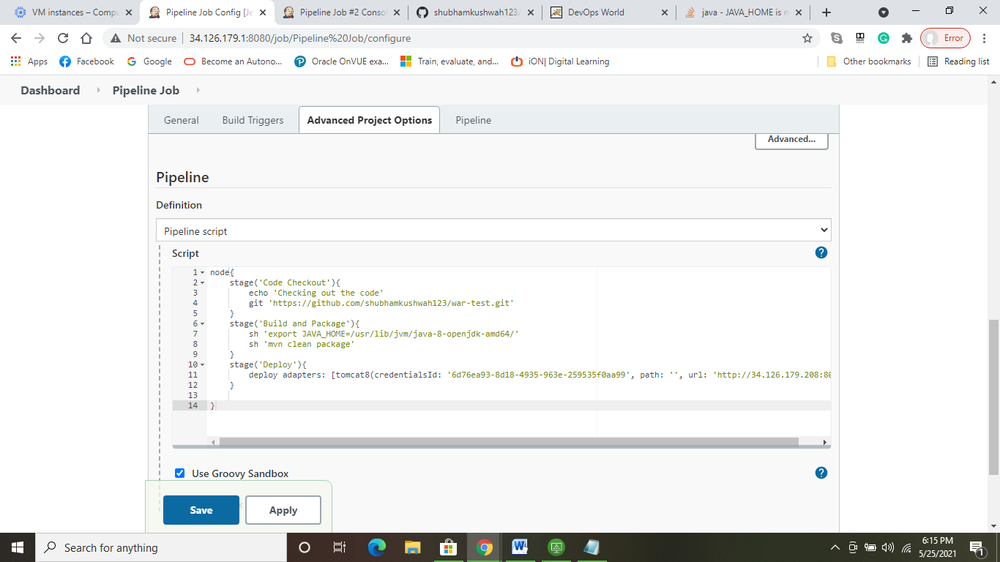 VM instances – Compu
Pipeline Job Config [Je
Pipeline Job #2 Conso
shubhamkushwah123/
DevOps World
java - JAVA_HOME is n
Not secure
34.126.179.1:8080/job/Pipeline%20Job/configure
Error
Apps
Facebook
Google
Become an Autono...
Oracle OnVUE exa...
Train, evaluate, and...
iON| Digital Learning
Other bookmarks
Reading list
Dashboard
Pipeline Job
General
Build Triggers
Advanced Project Options
Pipeline
Advanced...
Pipeline
Definition
Pipeline script
Script
1 node{
2 stage('Code Checkout'){
3 echo 'Checking out the code'
4 git 'https://github.com/shubhamkushwah123/war-test.git'
5 }
6 stage('Build and Package'){
7 sh 'export JAVA_HOME=/usr/lib/jvm/java-8-openjdk-amd64/'
8 sh 'mvn clean package'
9 }
10 stage('Deploy'){
11 deploy adapters: [tomcat8(credentialsId: '6d76ea93-8d18-4935-963e-259535f0aa99', path: '', url: 'http://34.126.179.208:80
12 }
13
14 }
Use Groovy Sandbox
Save
Apply
Search for anything
6:15 PM
5/25/2021
1